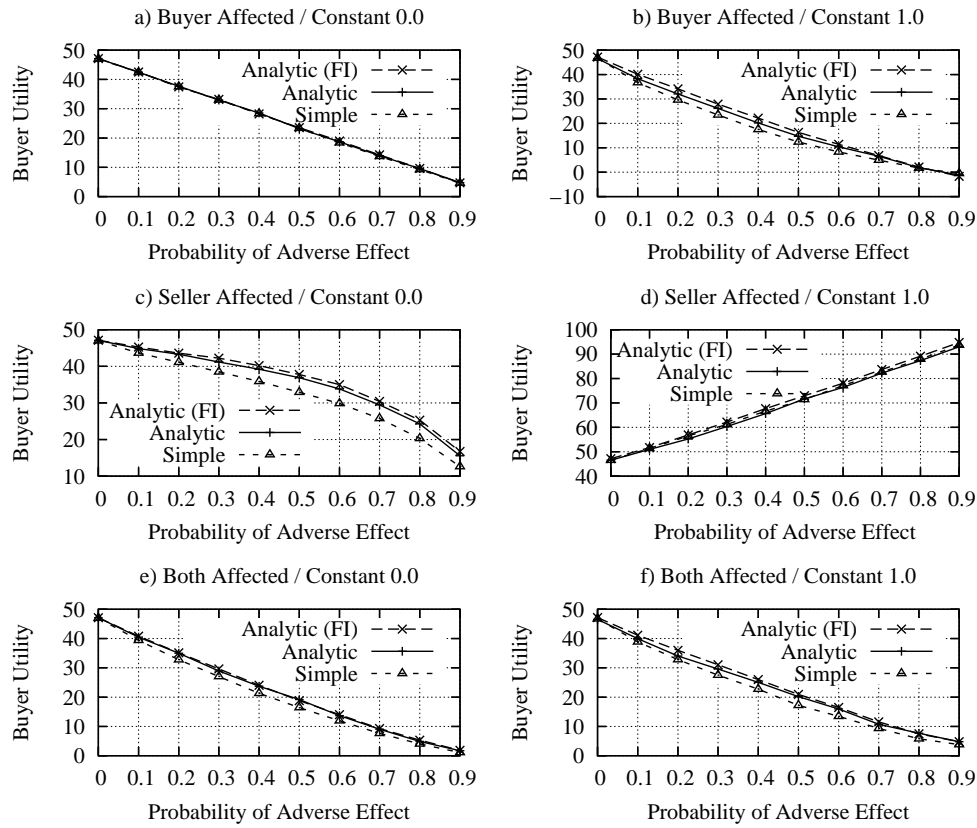 a) Buyer Affected / Constant 0.0
Buyer Utility
50
40
30
20
10
0
Analytic (FI)
Analytic
Simple
0 0.1 0.2 0.3 0.4 0.5 0.6 0.7 0.8 0.9
Probability of Adverse Effect
b) Buyer Affected / Constant 1.0
Buyer Utility
50
40
30
20
10
0
−10
Analytic (FI)
Analytic
Simple
0 0.1 0.2 0.3 0.4 0.5 0.6 0.7 0.8 0.9
Probability of Adverse Effect
c) Seller Affected / Constant 0.0
Buyer Utility
50
40
30
20
10
Analytic (FI)
Analytic
Simple
0 0.1 0.2 0.3 0.4 0.5 0.6 0.7 0.8 0.9
Probability of Adverse Effect
d) Seller Affected / Constant 1.0
Buyer Utility
100
90
80
70
60
50
40
Analytic (FI)
Analytic
Simple
0 0.1 0.2 0.3 0.4 0.5 0.6 0.7 0.8 0.9
Probability of Adverse Effect
e) Both Affected / Constant 0.0
Buyer Utility
50
40
30
20
10
0
Analytic (FI)
Analytic
Simple
0 0.1 0.2 0.3 0.4 0.5 0.6 0.7 0.8 0.9
Probability of Adverse Effect
f) Both Affected / Constant 1.0
Buyer Utility
50
40
30
20
10
0
Analytic (FI)
Analytic
Simple
0 0.1 0.2 0.3 0.4 0.5 0.6 0.7 0.8 0.9
Probability of Adverse Effect